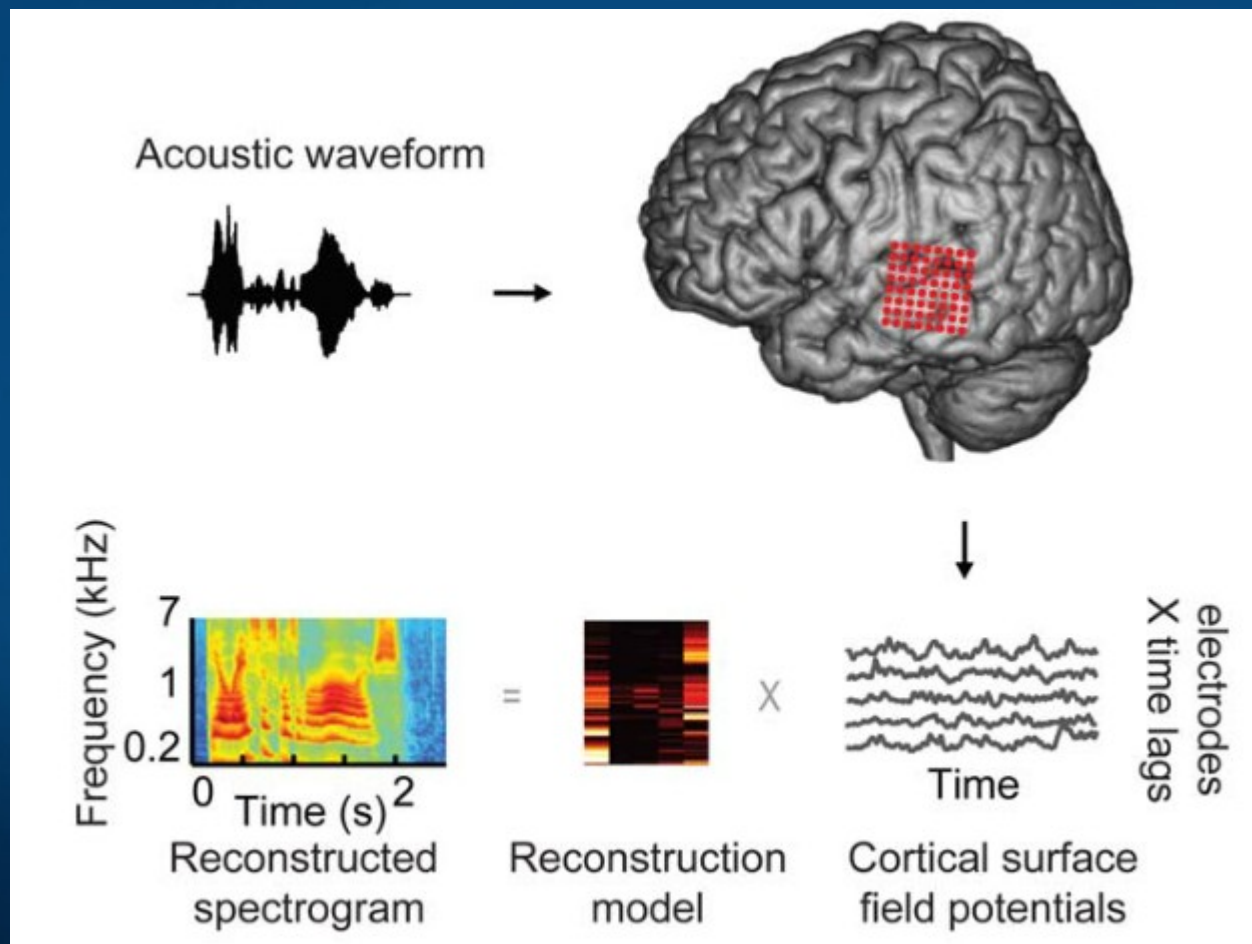 Acoustic waveform
Frequency (kHz)
7
1
0.2
0
2
Time (s)
Reconstructed
spectrogram
=
Reconstruction
model
X
Time
electrodes
X time lags
Cortical surface
field potentials